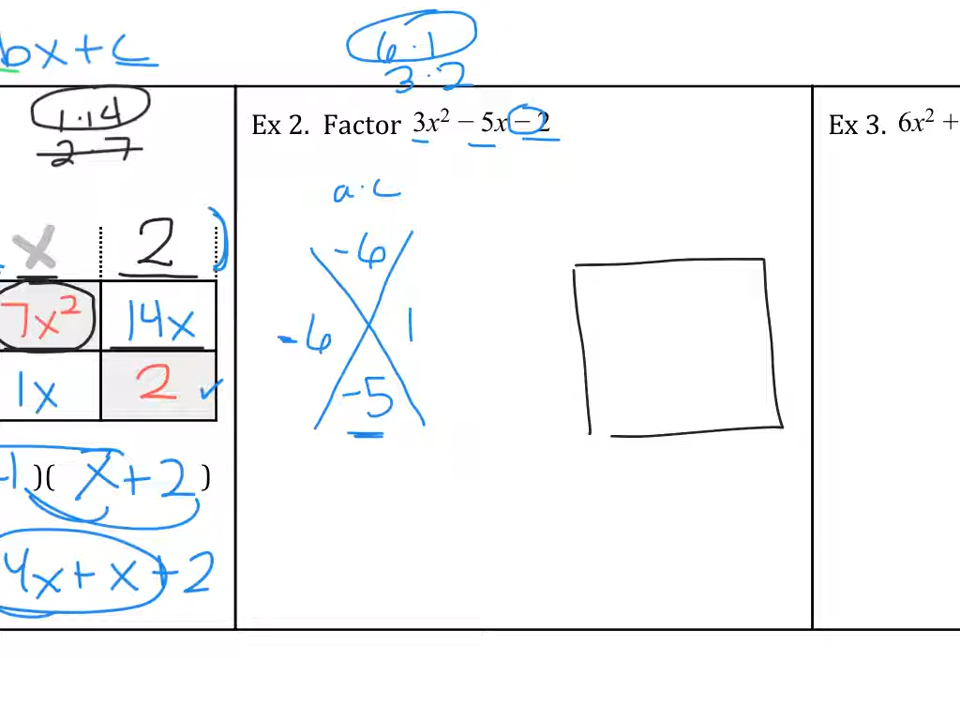 bx + c
6 · 1
3 · 2
1 · 14
2 · 7
Ex 2. Factor 3x² − 5x − 2
Ex 3. 6x² +
a · c
-6
-6 1
-5
x 2 )
7x² 14x
1x 2 ✓
)( x + 2 )
4x + x + 2